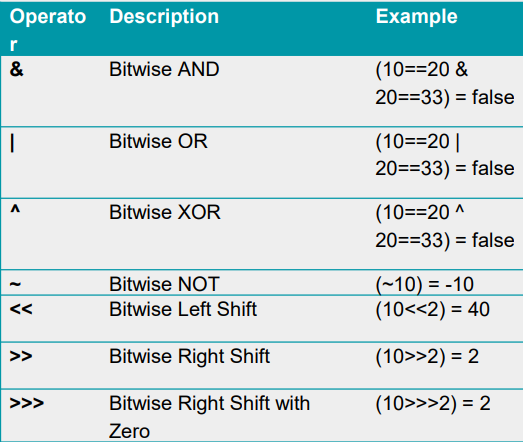 Operato Description Example
r
& Bitwise AND (10==20 &
20==33) = false
| Bitwise OR (10==20 |
20==33) = false
^ Bitwise XOR (10==20 ^
20==33) = false
~ Bitwise NOT (~10) = -10
<< Bitwise Left Shift (10<<2) = 40
>> Bitwise Right Shift (10>>2) = 2
>>> Bitwise Right Shift with (10>>>2) = 2
Zero